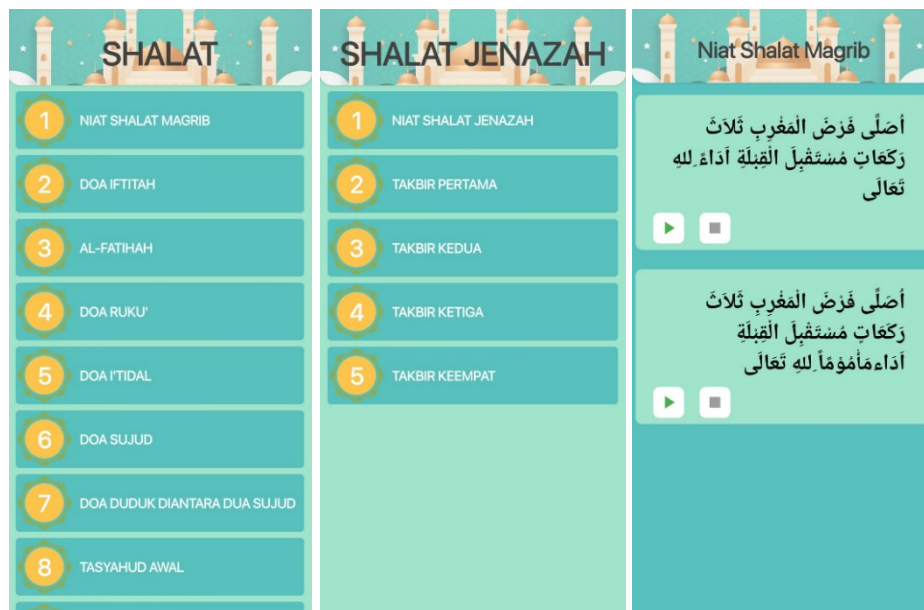 SHALAT
1 NIAT SHALAT MAGRIB
2 DOA IFTITAH
3 AL-FATIHAH
4 DOA RUKU'
5 DOA I'TIDAL
6 DOA SUJUD
7 DOA DUDUK DIANTARA DUA SUJUD
8 TASYAHUD AWAL
SHALAT JENAZAH
1 NIAT SHALAT JENAZAH
2 TAKBIR PERTAMA
3 TAKBIR KEDUA
4 TAKBIR KETIGA
5 TAKBIR KEEMPAT
Niat Shalat Magrib
اُصَلِّى فَرْضَ الْمَغْرِبِ ثَلاَثَ
رَكَعَاتٍ مُسْتَقْبِلَ الْقِبْلَةِ اَدَاءً ِللهِ
تَعَالَى
اُصَلِّى فَرْضَ الْمَغْرِبِ ثَلاَثَ
رَكَعَاتٍ مُسْتَقْبِلَ الْقِبْلَةِ
اَدَاءمَأْمُوْمًا ِللهِ تَعَالَى